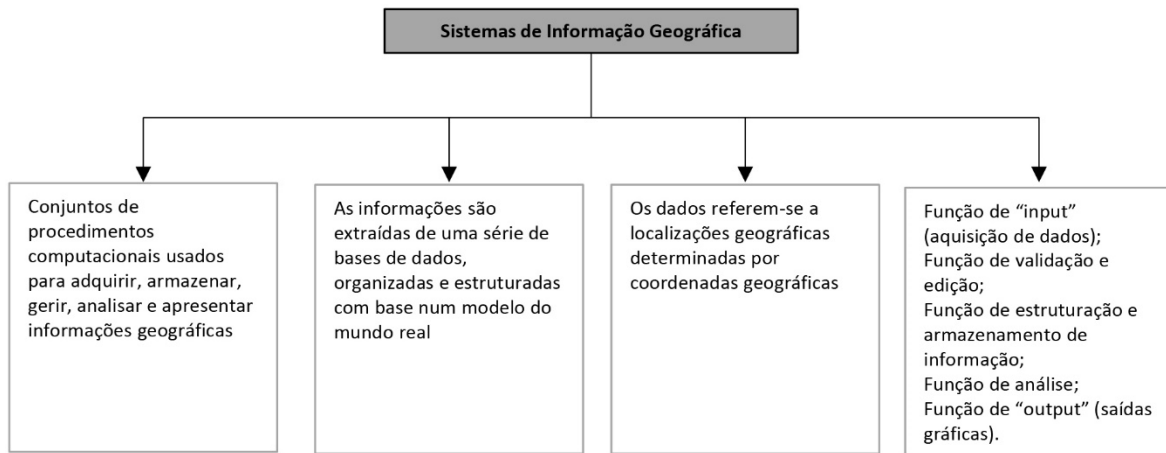 Sistemas de Informação Geográfica
Conjuntos de
procedimentos
computacionais usados
para adquirir, armazenar,
gerir, analisar e apresentar
informações geográficas
As informações são
extraídas de uma série de
bases de dados,
organizadas e estruturadas
com base num modelo do
mundo real
Os dados referem-se a
localizações geográficas
determinadas por
coordenadas geográficas
Função de “input”
(aquisição de dados);
Função de validação e
edição;
Função de estruturação e
armazenamento de
informação;
Função de análise;
Função de “output” (saídas
gráficas).